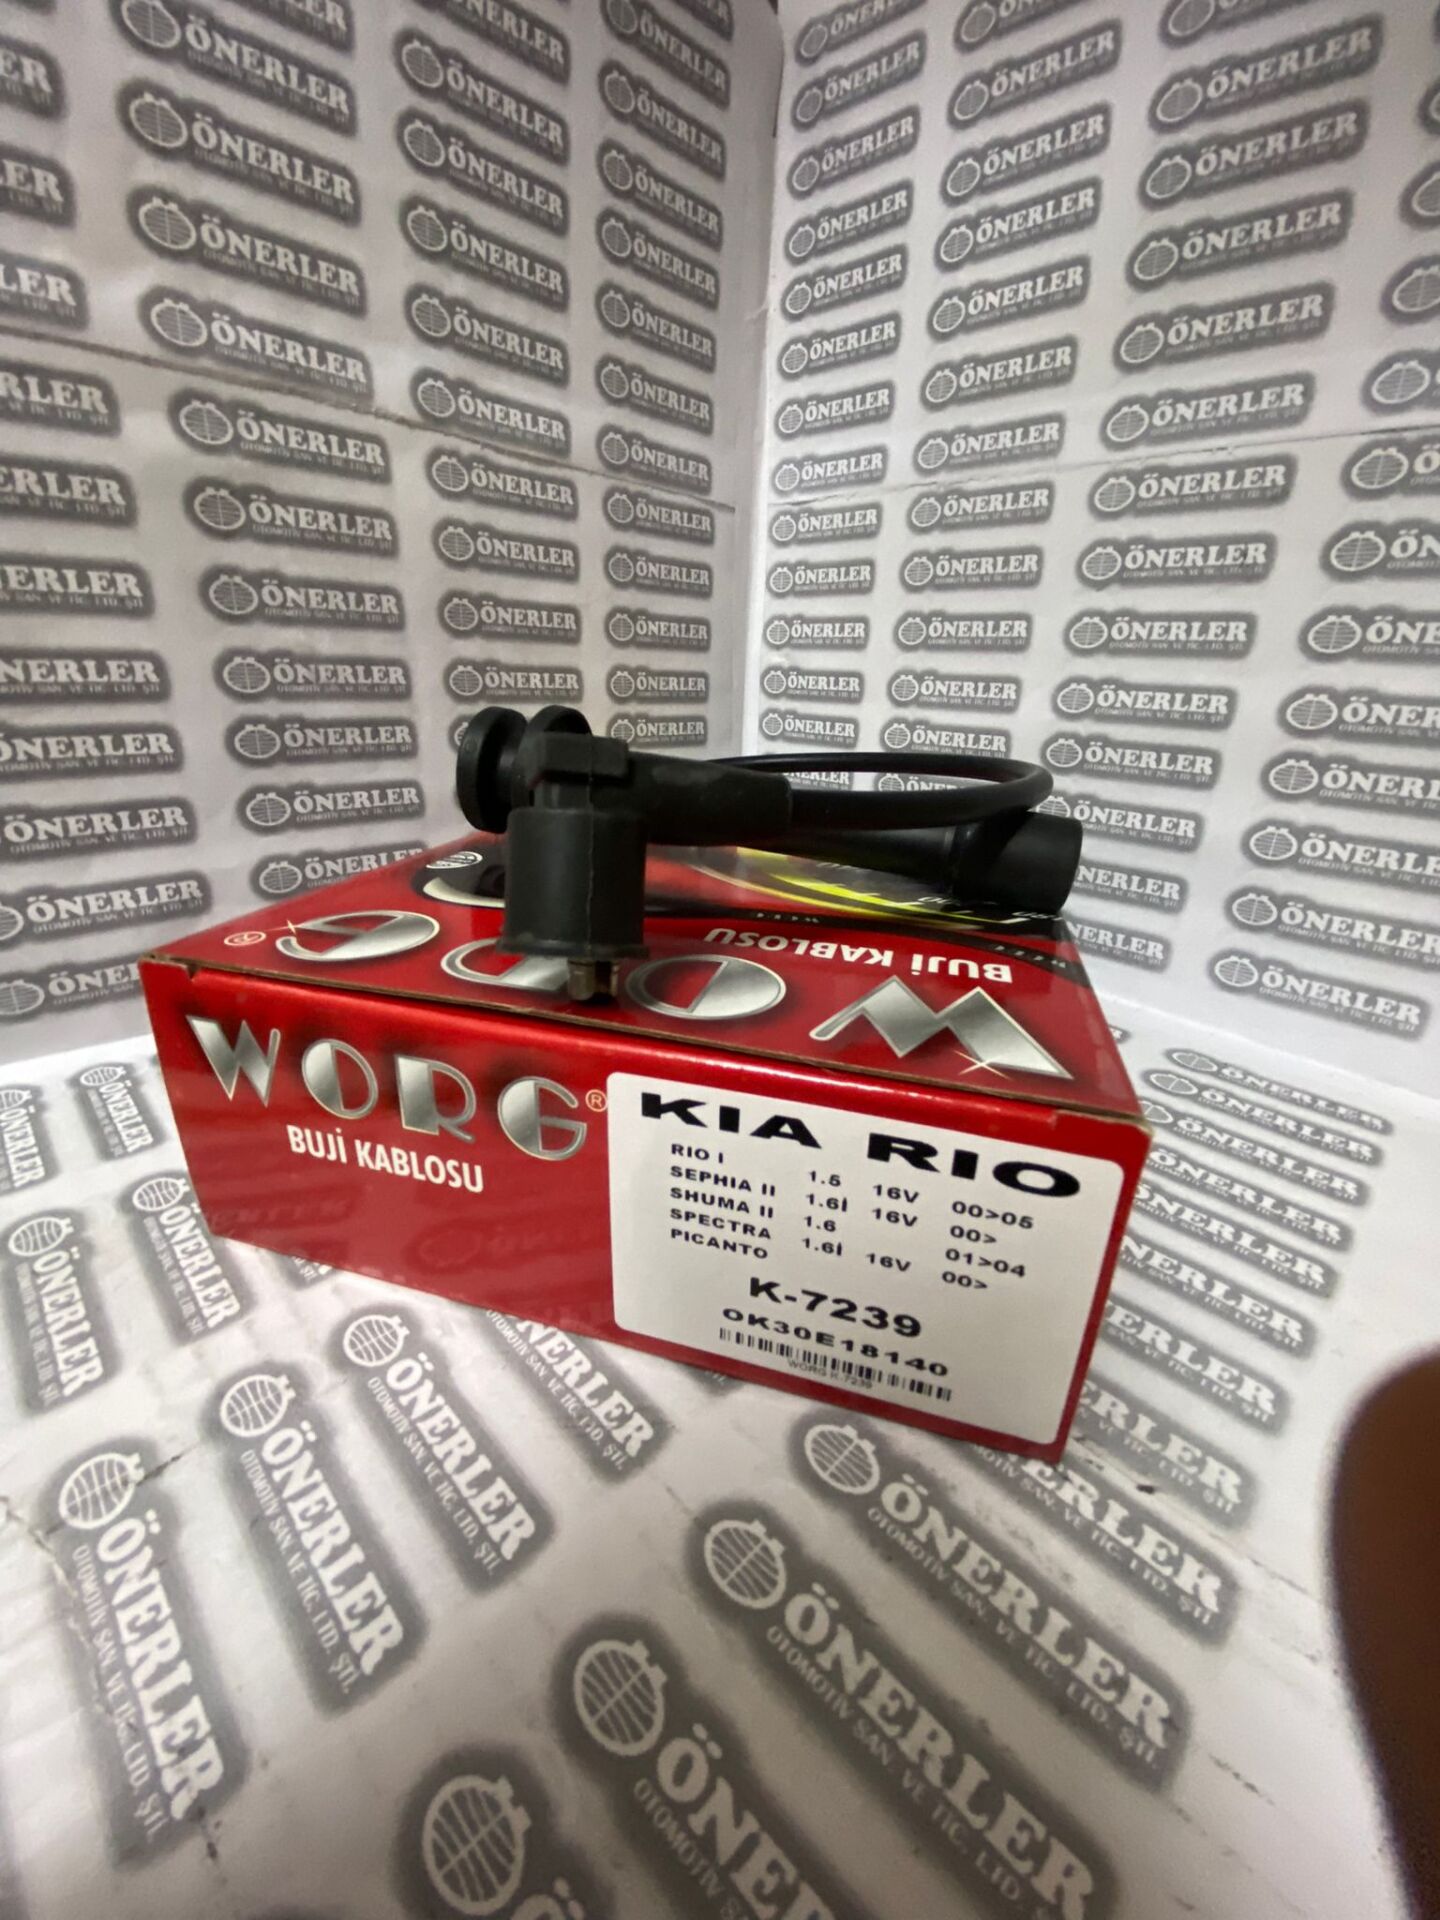 ÖNERLER
OTOMOTİV SAN. VE TİC. LTD. ŞTİ.
WORG®
BUJİ KABLOSU
WORG®
BUJİ KABLOSU
KIA RIO
RIO I 1.5 16V 00>05
SEPHIA II 1.6İ 16V 00>
SHUMA II 1.6 01>04
SPECTRA 1.6İ 16V 00>
PICANTO
K-7239
OK30E18140
WORG K-7239